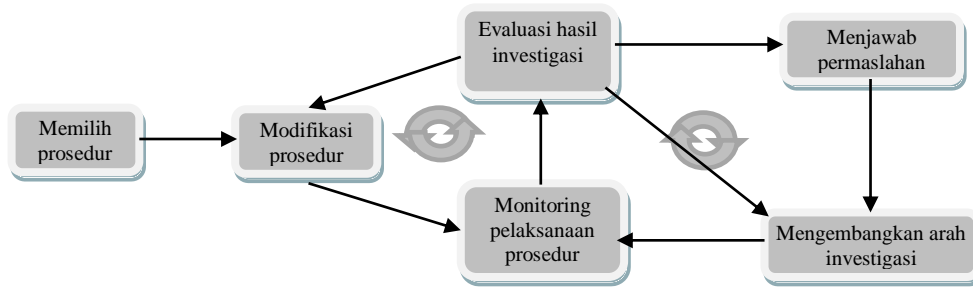 Evaluasi hasil
investigasi
Menjawab
permaslahan
Memilih
prosedur
Modifikasi
prosedur
Monitoring
pelaksanaan
prosedur
Mengembangkan arah
investigasi